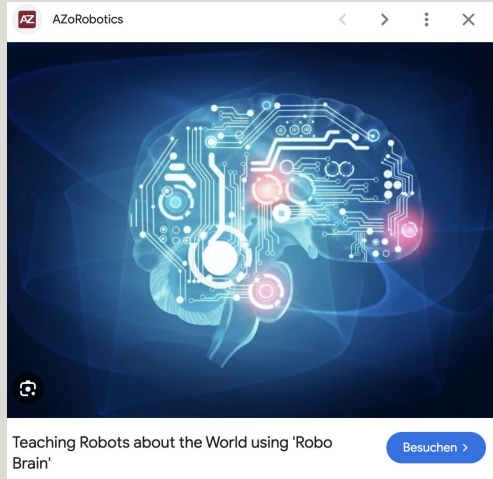 AZ AZoRobotics
Teaching Robots about the World using 'Robo
Brain'
Besuchen >